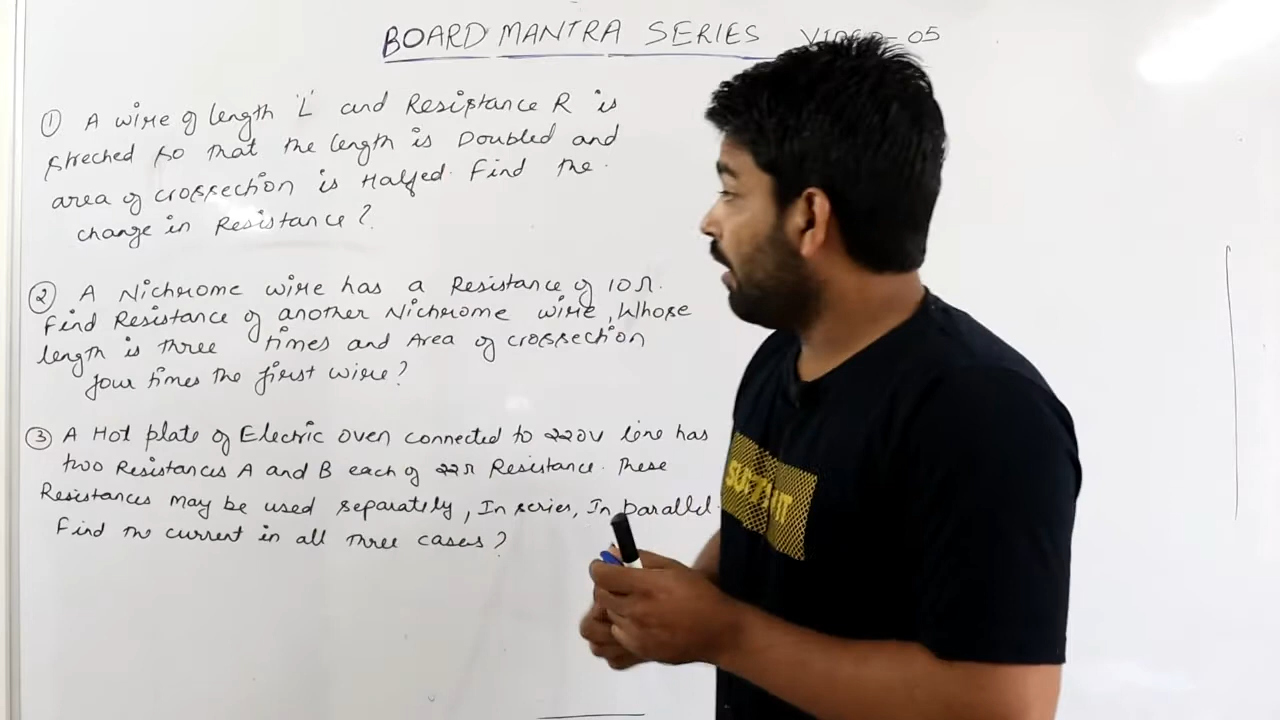 BOARD MANTRA SERIES VIDEO-05
① A wire of length 'L' and Resistance R is
streched so that the length is Doubled and
area of crossection is Halfed. Find the
change in Resistance?
② A Nichrome wire has a Resistance of 10Ω.
Find Resistance of another Nichrome wire, Whose
length is three times and Area of crossection
four times the first wire?
③ A Hot plate of Electric oven connected to 220V line has
two Resistances A and B each of 22Ω Resistance. These
Resistances may be used separately, In series, In parallel.
Find the current in all three cases?